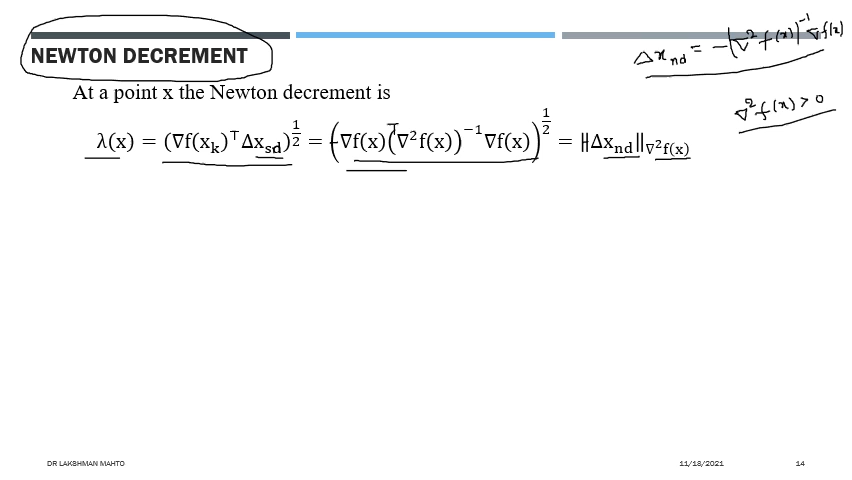 NEWTON DECREMENT
Δx_nd = −(∇²f(x))⁻¹ ∇f(x)
At a point x the Newton decrement is
∇²f(x) > 0
λ(x) = (∇f(x_k)^⊤ Δx_sd)^{1/2} = (−∇f(x)^T (∇²f(x))⁻¹ ∇f(x))^{1/2} = ‖Δx_nd‖_{∇²f(x)}
DR LAKSHMAN MAHTO 11/18/2021 14